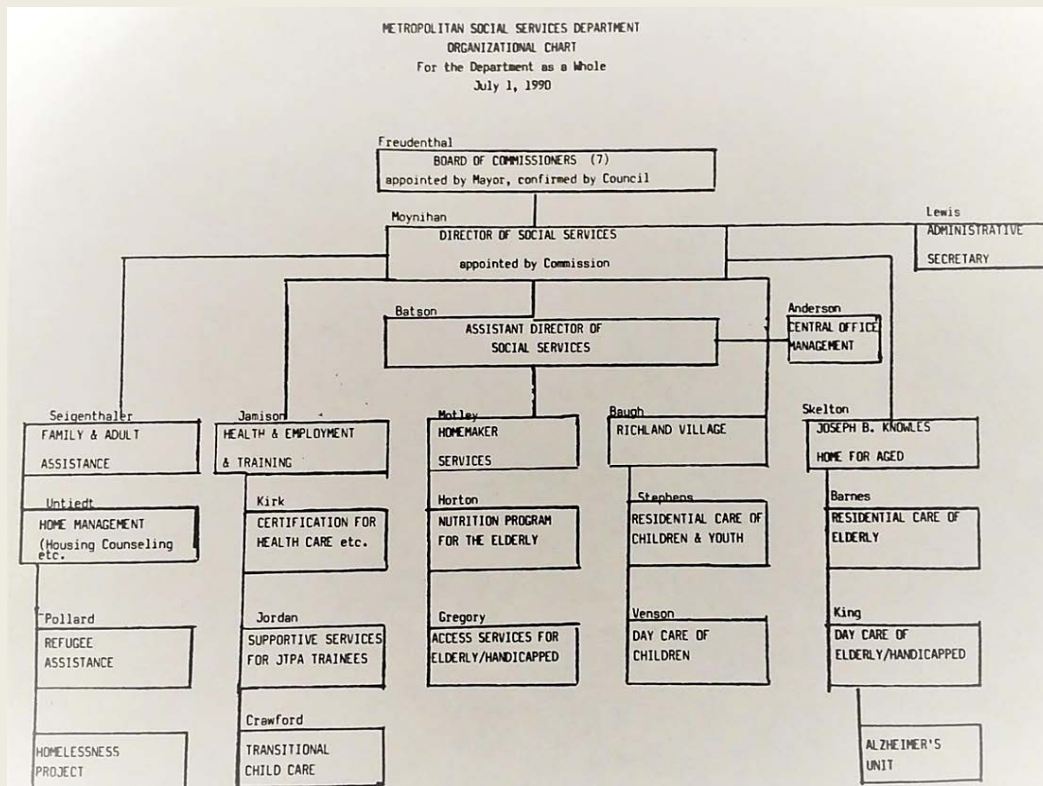 METROPOLITAN SOCIAL SERVICES DEPARTMENT
ORGANIZATIONAL CHART
For the Department as a Whole
July 1, 1990
Freudenthal
BOARD OF COMMISSIONERS (7)
appointed by Mayor, confirmed by Council
Moynihan
DIRECTOR OF SOCIAL SERVICES
appointed by Commission
Lewis
ADMINISTRATIVE
SECRETARY
Batson
ASSISTANT DIRECTOR OF
SOCIAL SERVICES
Anderson
CENTRAL OFFICE
MANAGEMENT
Seigenthaler
FAMILY & ADULT
ASSISTANCE
Jamison
HEALTH & EMPLOYMENT
& TRAINING
Motley
HOMEMAKER
SERVICES
Baugh
RICHLAND VILLAGE
Skelton
JOSEPH B. KNOWLES
HOME FOR AGED
Untiedt
HOME MANAGEMENT
(Housing Counseling
etc.
Kirk
CERTIFICATION FOR
HEALTH CARE etc.
Horton
NUTRITION PROGRAM
FOR THE ELDERLY
Stephens
RESIDENTIAL CARE OF
CHILDREN & YOUTH
Barnes
RESIDENTIAL CARE OF
ELDERLY
Pollard
REFUGEE
ASSISTANCE
Jordan
SUPPORTIVE SERVICES
FOR JTPA TRAINEES
Gregory
ACCESS SERVICES FOR
ELDERLY/HANDICAPPED
Venson
DAY CARE OF
CHILDREN
King
DAY CARE OF
ELDERLY/HANDICAPPED
HOMELESSNESS
PROJECT
Crawford
TRANSITIONAL
CHILD CARE
ALZHEIMER'S
UNIT